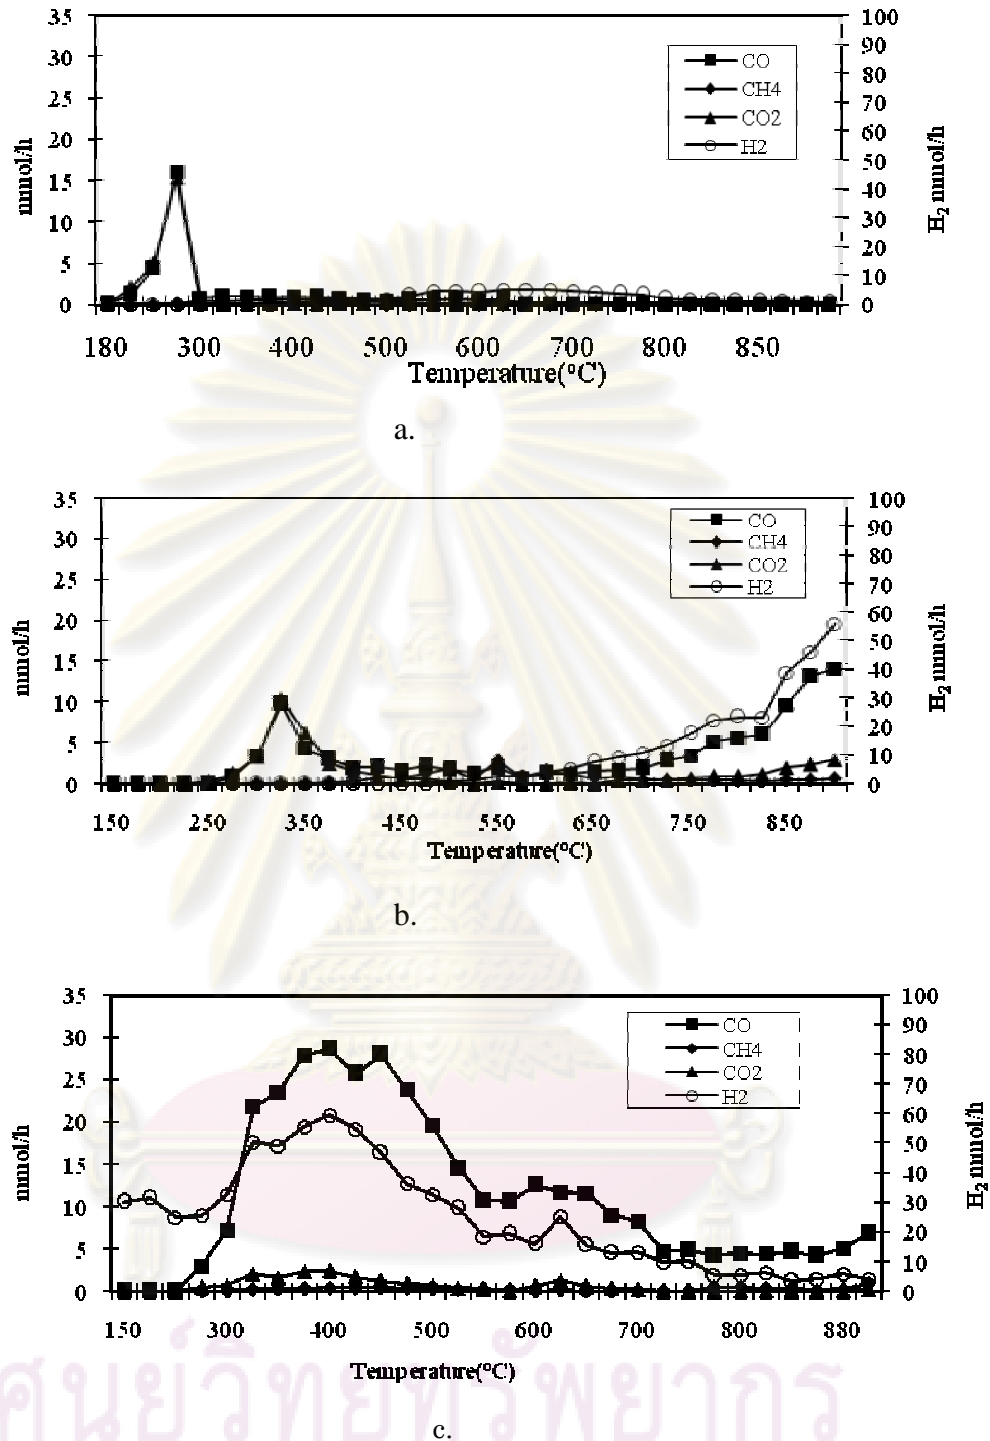 35
30
25
20
15
10
5
0
mmol/h
100
90
80
70
60
50
40
30
20
10
0
H₂ mmol/h
CO
CH4
CO2
H2
180 300 400 500 600 700 800 850
Temperature(°C)
a.
35
30
25
20
15
10
5
0
mmol/h
100
90
80
70
60
50
40
30
20
10
0
H₂ mmol/h
CO
CH4
CO2
H2
150 250 350 450 550 650 750 850
Temperature(°C)
b.
35
30
25
20
15
10
5
0
mmol/h
100
90
80
70
60
50
40
30
20
10
0
H₂ mmol/h
CO
CH4
CO2
H2
150 300 400 500 600 700 800 880
Temperature(°C)
ศูนย์วิทยทรัพยากร
c.